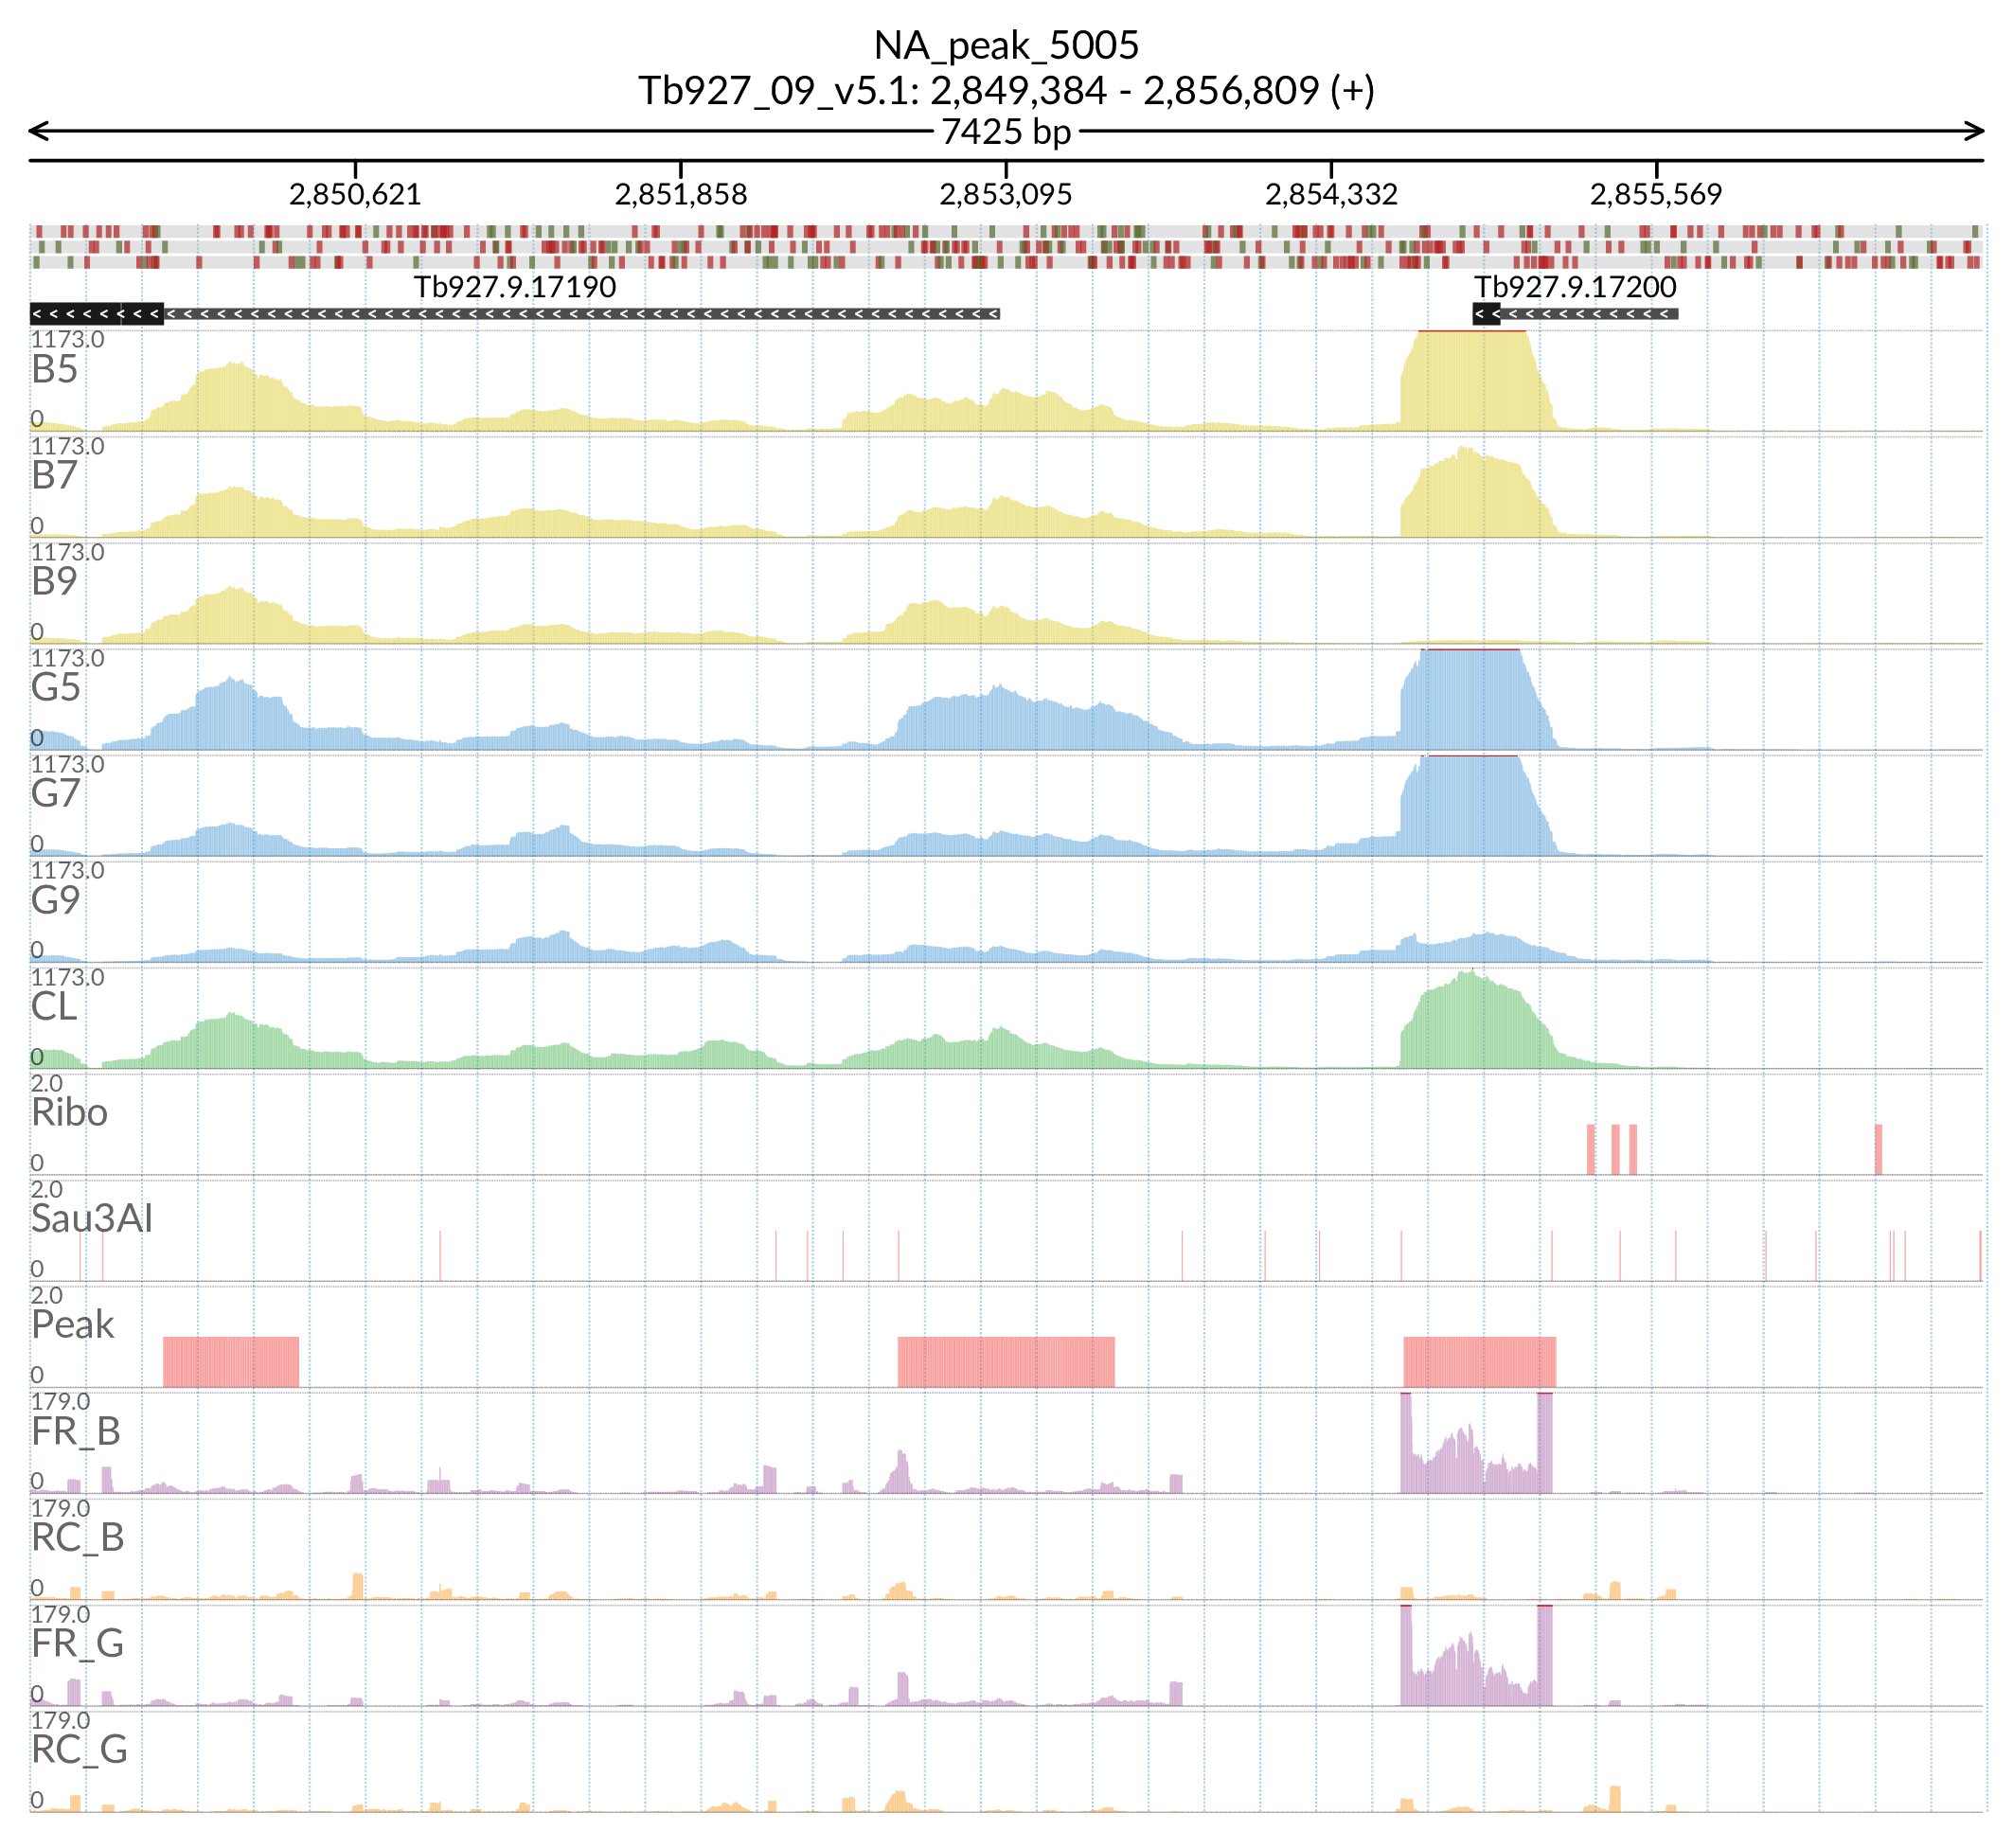 NA_peak_5005
Tb927_09_v5.1: 2,849,384 - 2,856,809 (+)
7425 bp
2,850,621 2,851,858 2,853,095 2,854,332 2,855,569
Tb927.9.17190 Tb927.9.17200
1173.0
B5
0
1173.0
B7
0
1173.0
B9
0
1173.0
G5
0
1173.0
G7
0
1173.0
G9
0
1173.0
CL
0
2.0
Ribo
0
2.0
Sau3AI
0
2.0
Peak
0
179.0
FR_B
0
179.0
RC_B
0
179.0
FR_G
0
179.0
RC_G
0